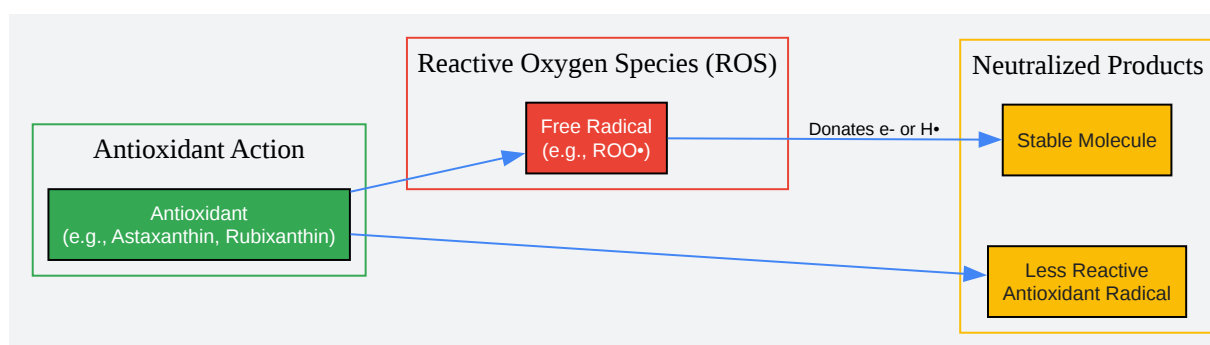 Antioxidant Action
Antioxidant
(e.g., Astaxanthin, Rubixanthin)
Reactive Oxygen Species (ROS)
Free Radical
(e.g., ROO•)
Donates e- or H•
Neutralized Products
Stable Molecule
Less Reactive
Antioxidant Radical